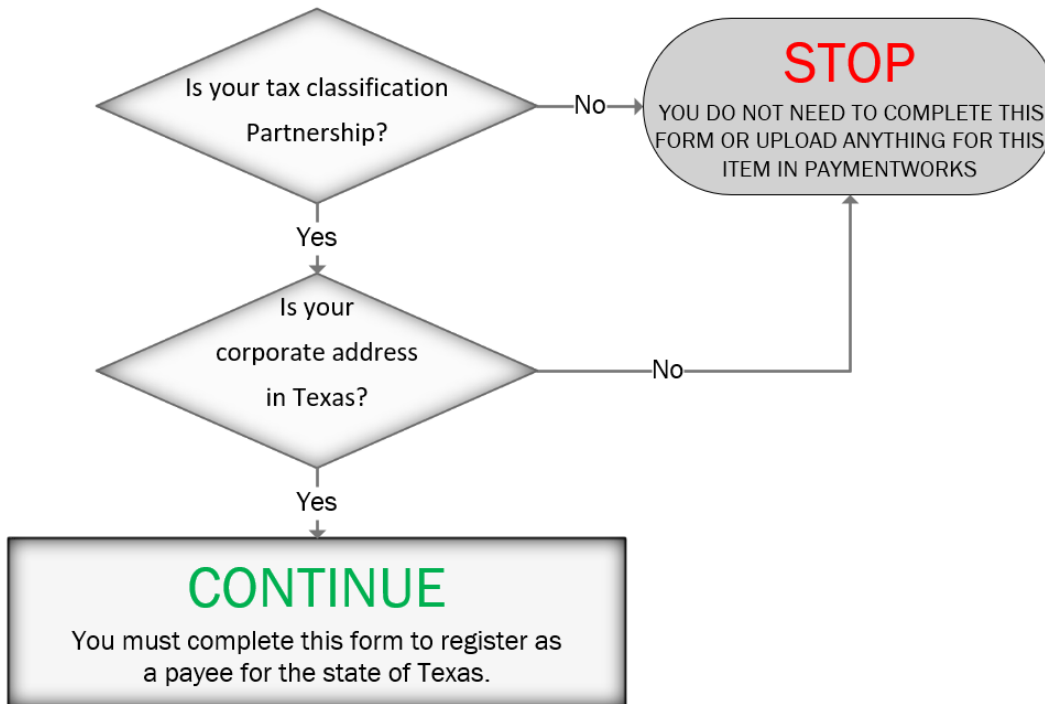 Is your tax classification
Partnership?
No
STOP
YOU DO NOT NEED TO COMPLETE THIS
FORM OR UPLOAD ANYTHING FOR THIS
ITEM IN PAYMENTWORKS
Yes
Is your
corporate address
in Texas?
No
Yes
CONTINUE
You must complete this form to register as
a payee for the state of Texas.